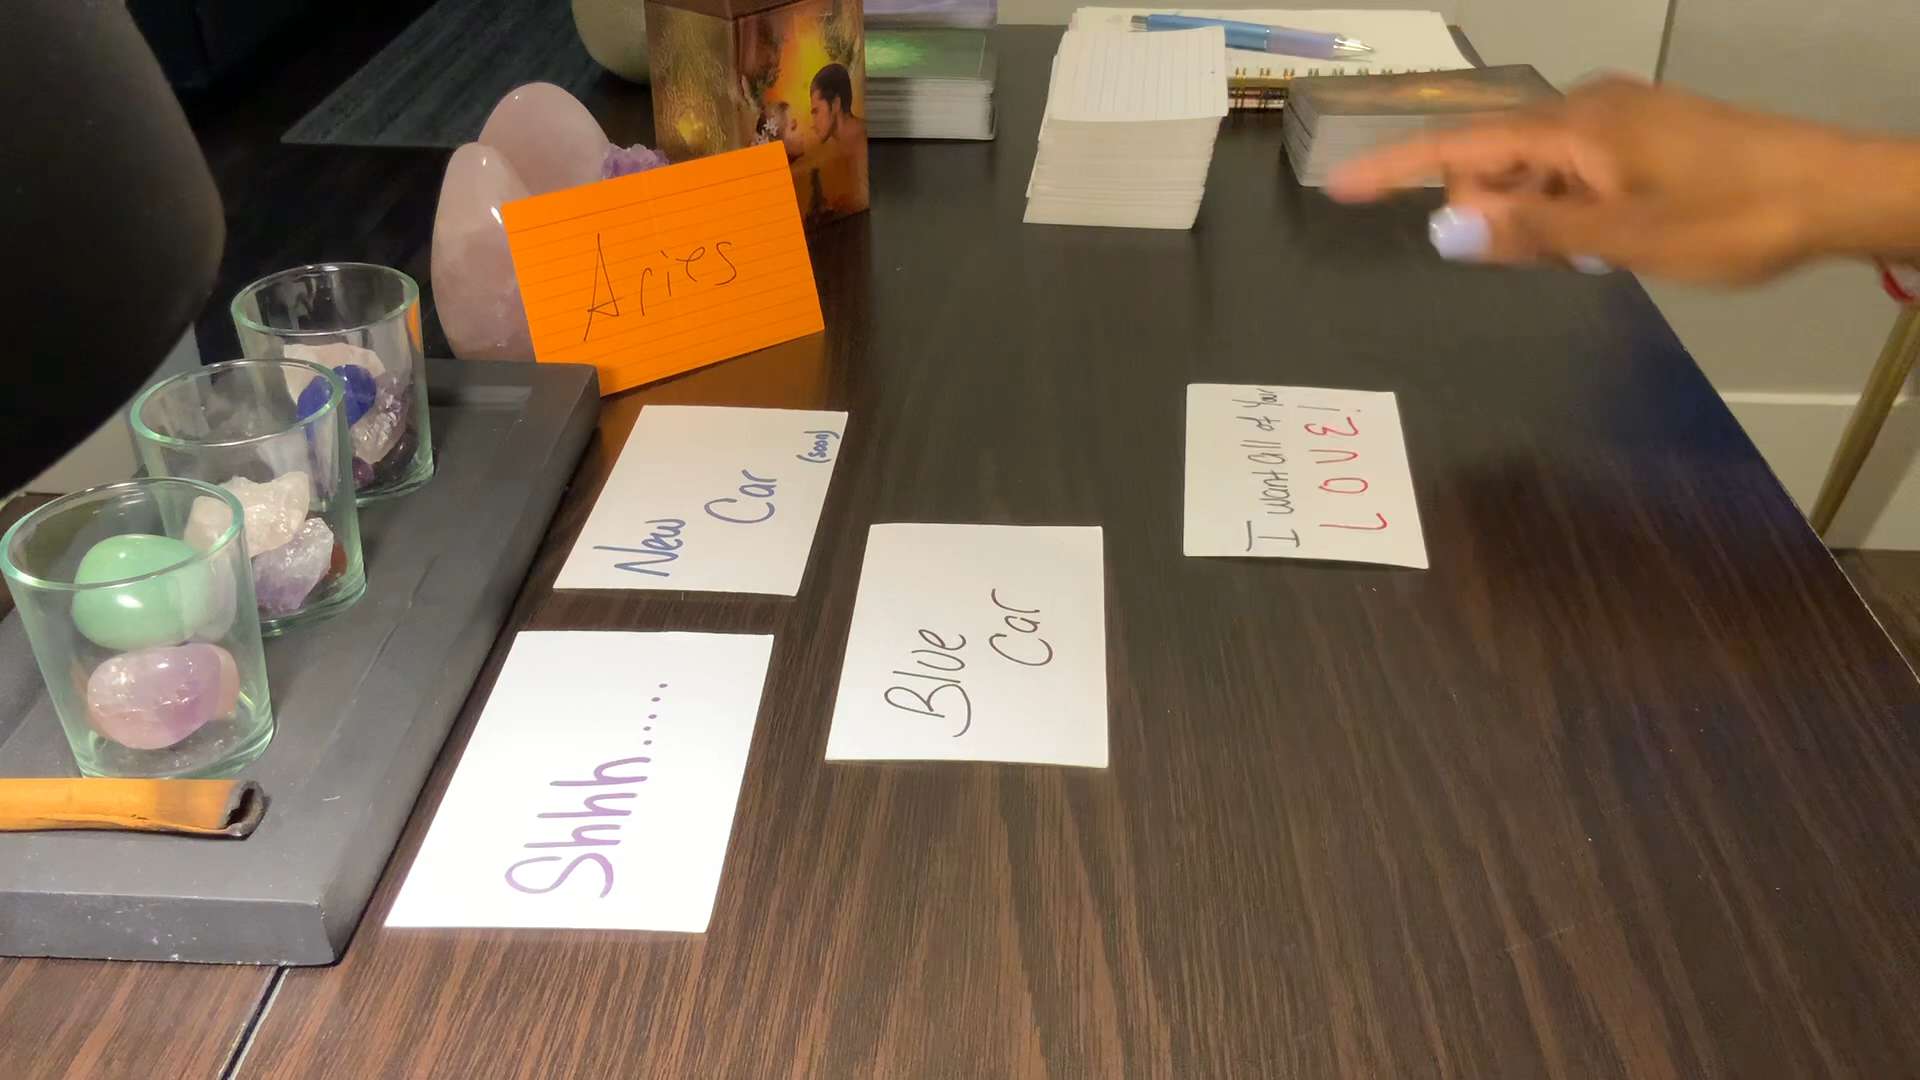 Aries
New
Car
(soon)
Shhh.....
Blue
Car
I want all of Your
LOVE!